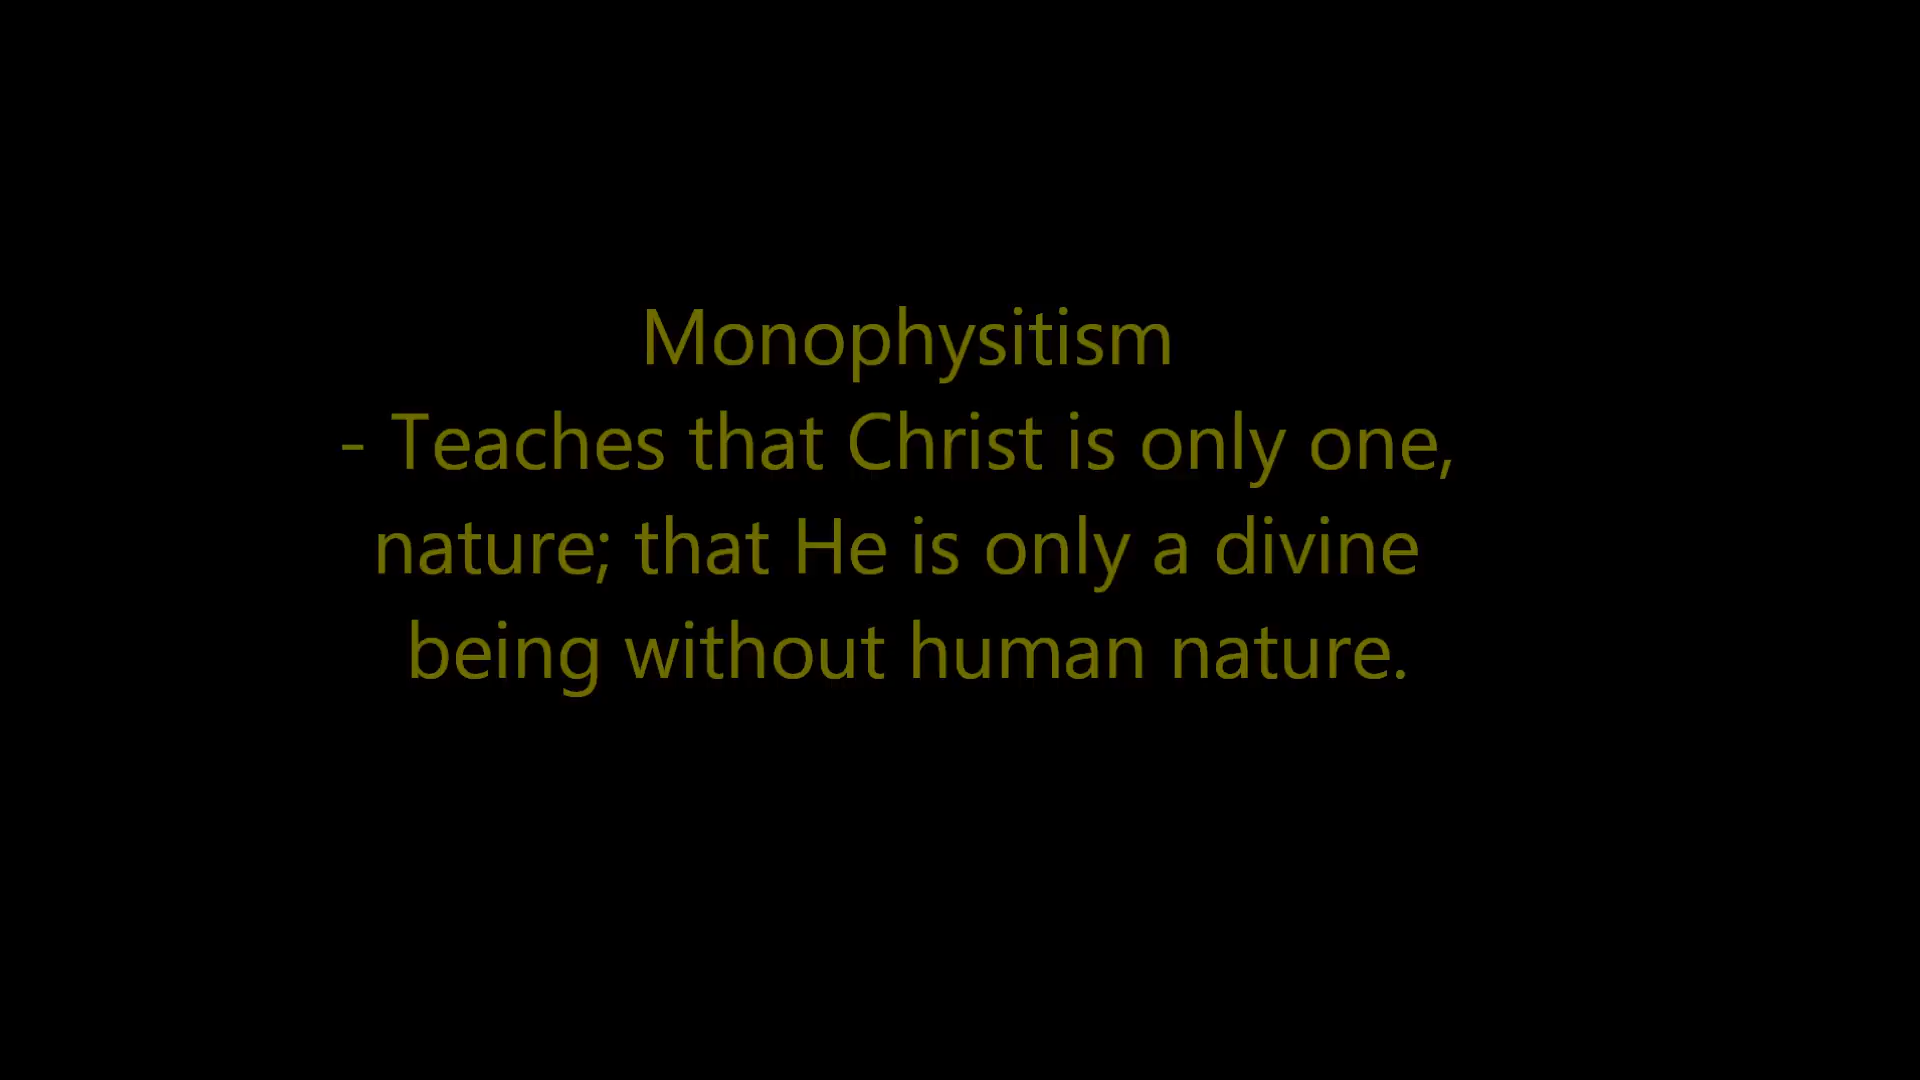 Monophysitism
- Teaches that Christ is only one,
nature; that He is only a divine
being without human nature.